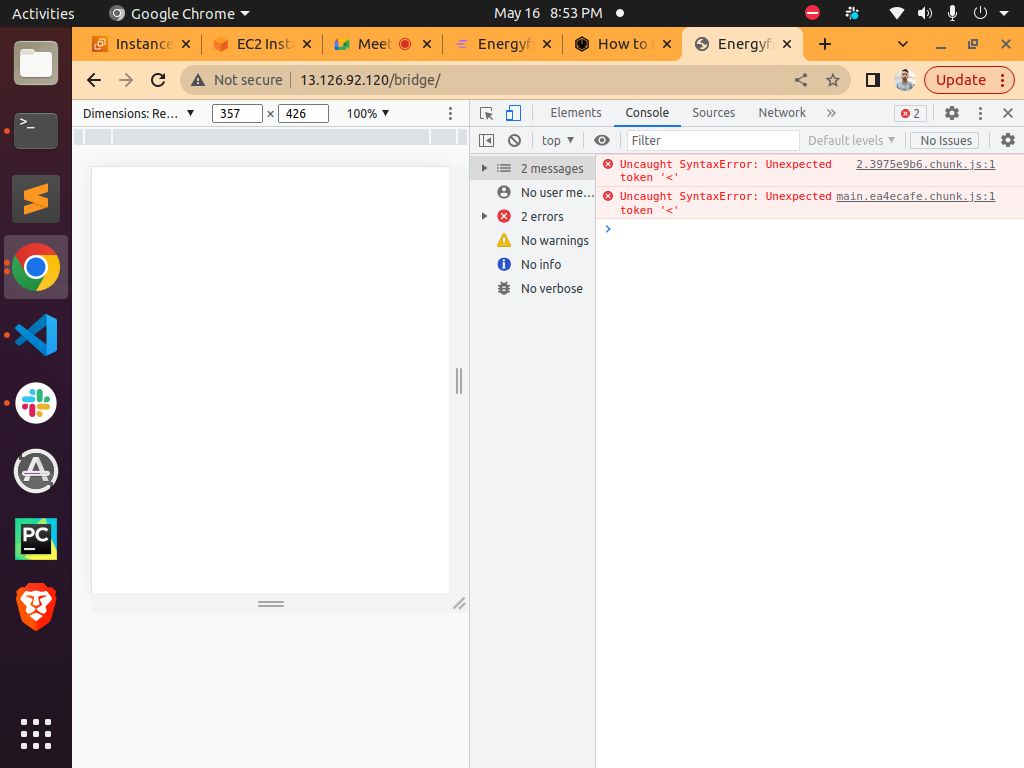 Activities
Google Chrome
May 16 8:53 PM
Instance
EC2 Inst
Meet
Energyf
How to
Energyf
Not secure
13.126.92.120/bridge/
Update
Dimensions: Re...
357
×
426
100%
Elements
Console
Sources
Network
»
2
top
Filter
Default levels
No Issues
2 messages
No user me...
2 errors
No warnings
No info
No verbose
Uncaught SyntaxError: Unexpected 2.3975e9b6.chunk.js:1
token '<'
Uncaught SyntaxError: Unexpected main.ea4ecafe.chunk.js:1
token '<'
>_
PC